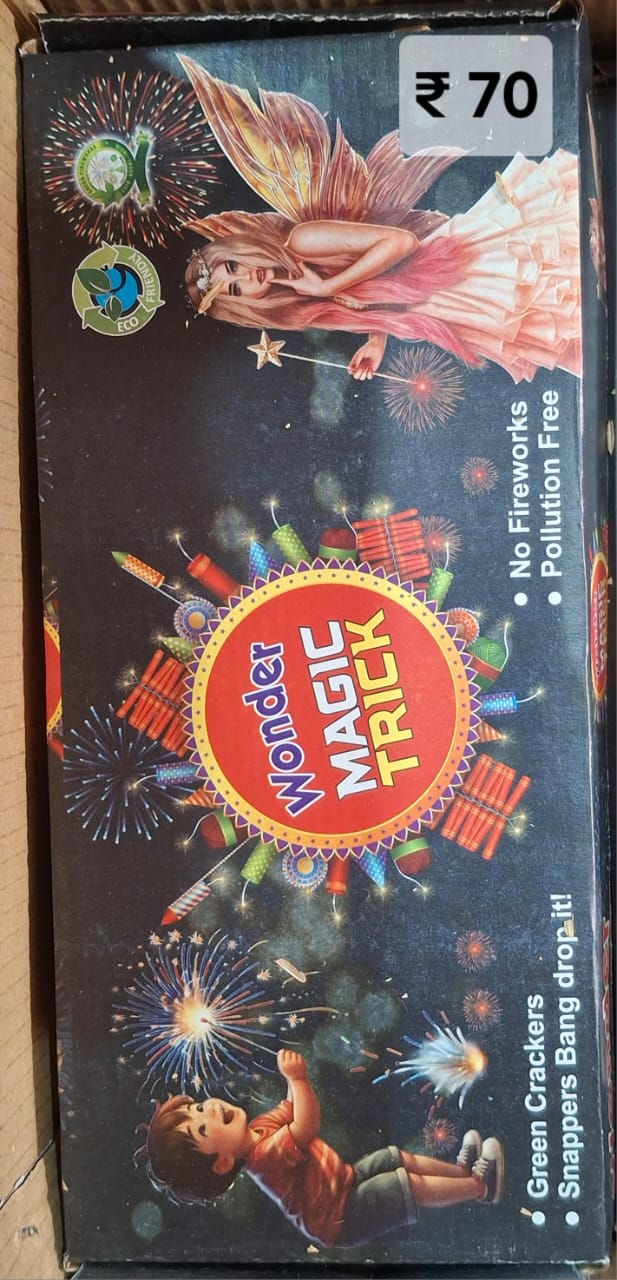 ₹ 70
ECO FRIENDLY
Wonder
MAGIC
TRICK
• No Fireworks
• Pollution Free
• Green Crackers
• Snappers Bang drop it!